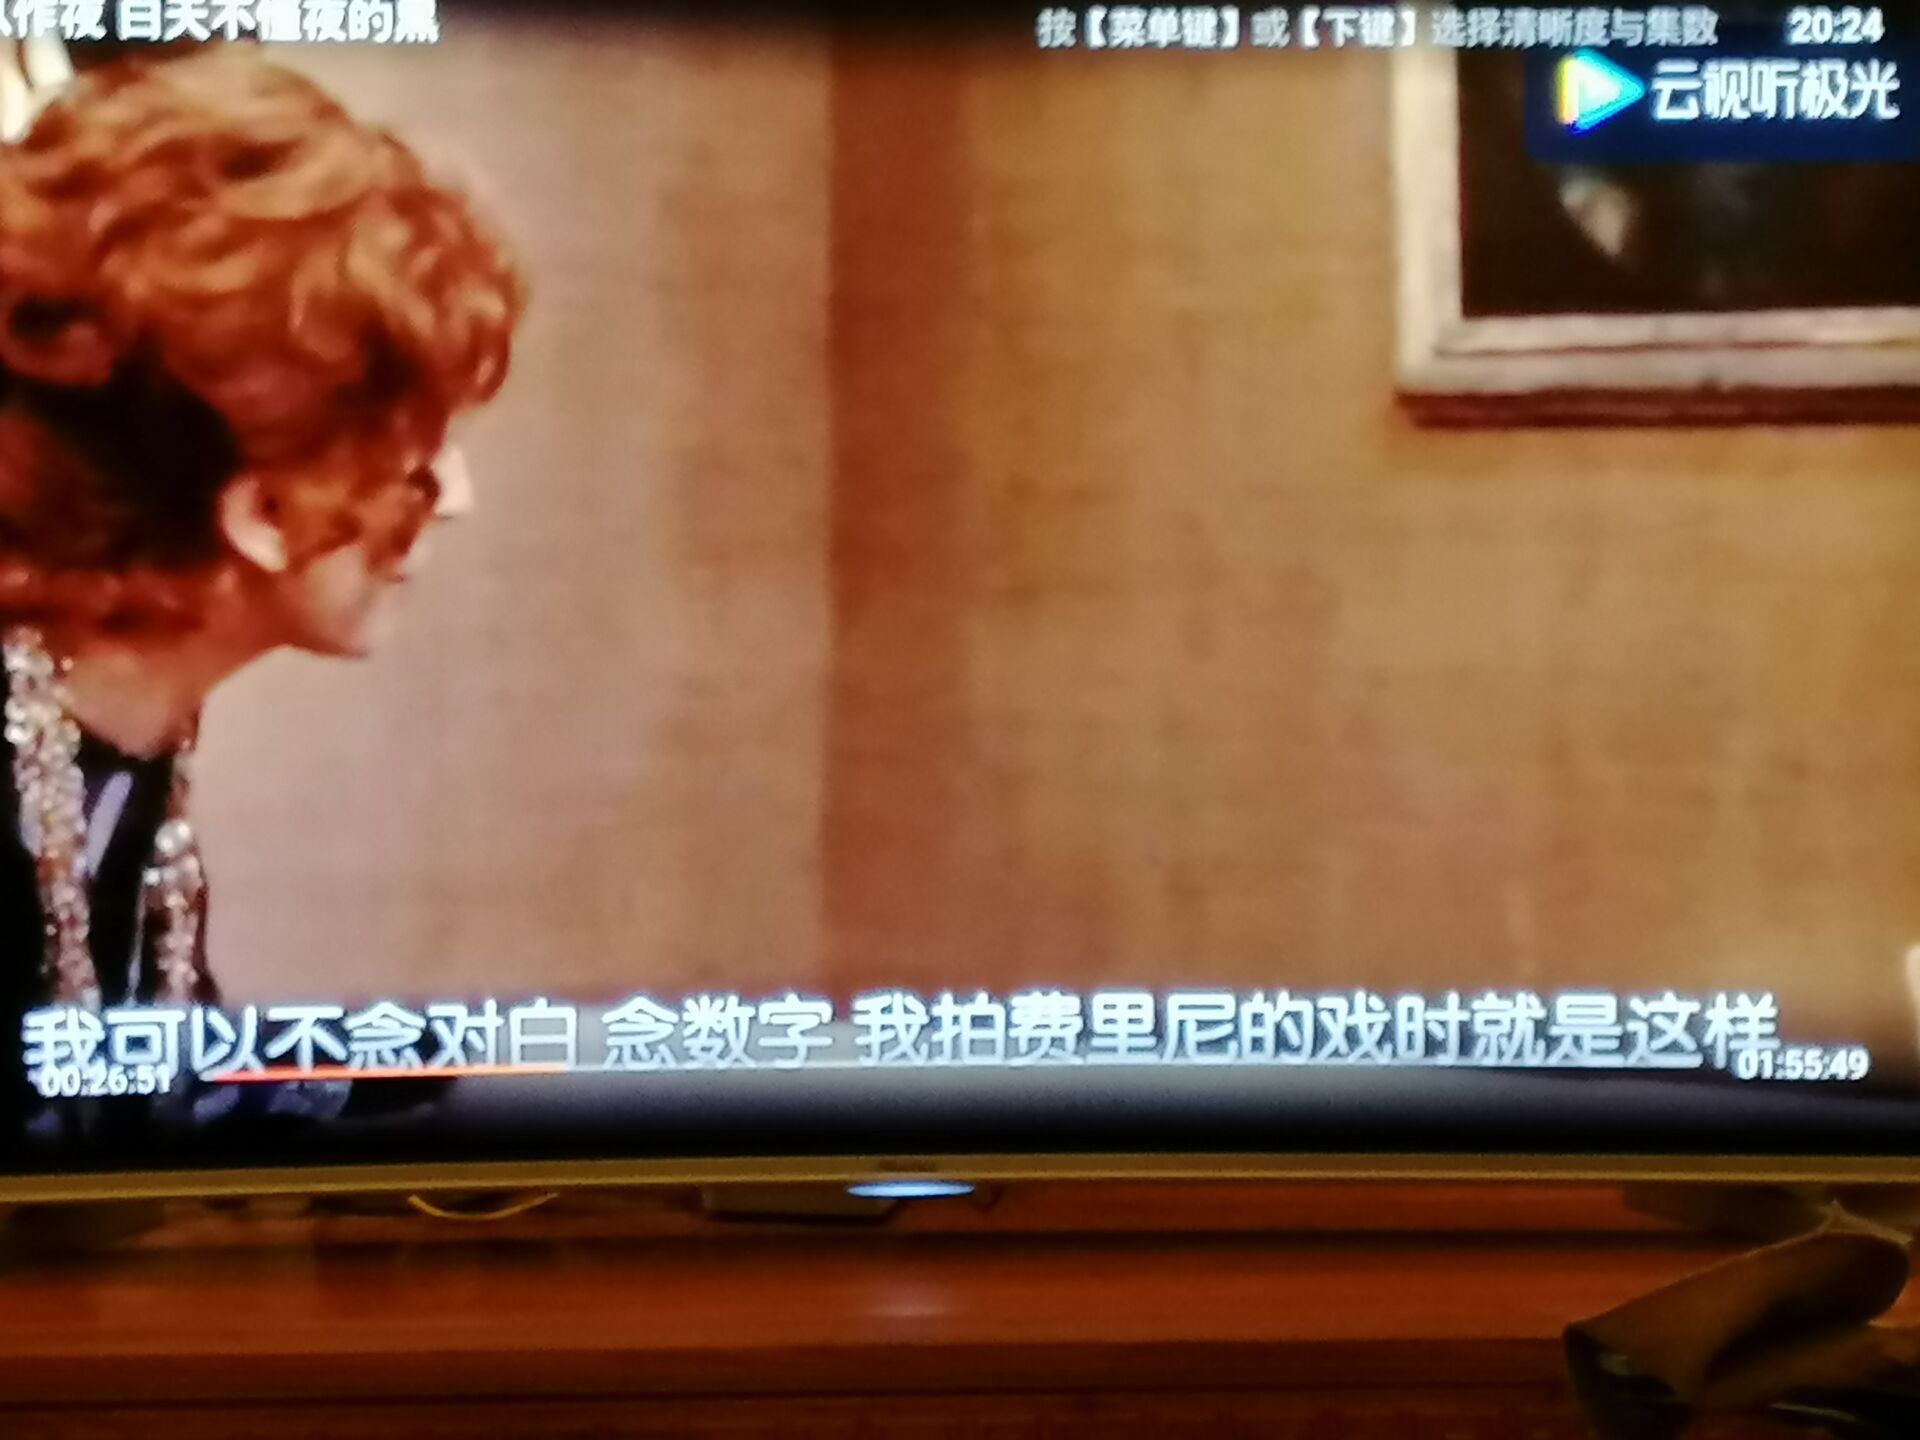 作夜 白天不懂夜的黑
按【菜单键】或【下键】选择清晰度与集数 20:24
云视听极光
我可以不念对白 念数字 我拍费里尼的戏时就是这样
00:26:51 01:55:49